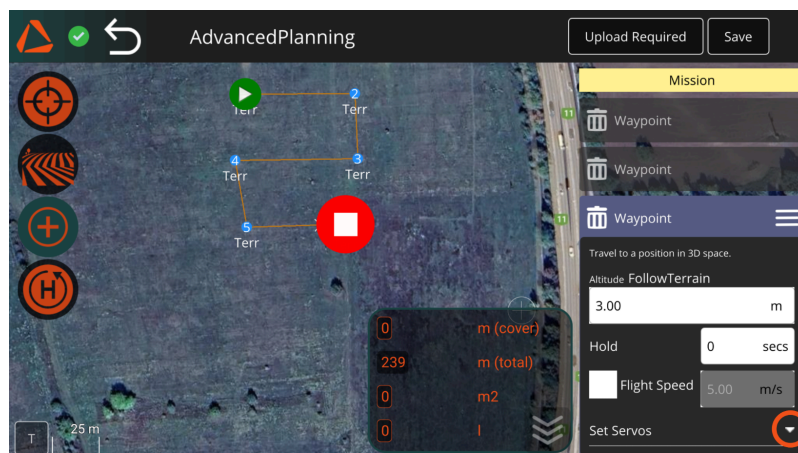 AdvancedPlanning
Upload Required
Save
Mission
Waypoint
Waypoint
Waypoint
Travel to a position in 3D space.
Altitude FollowTerrain
3.00 m
Hold 0 secs
Flight Speed 5.00 m/s
Set Servos
Terr
2
Terr
3
Terr
4
Terr
5
Terr
11
11
H
0 m (cover)
239 m (total)
0 m2
0 l
T
25 m